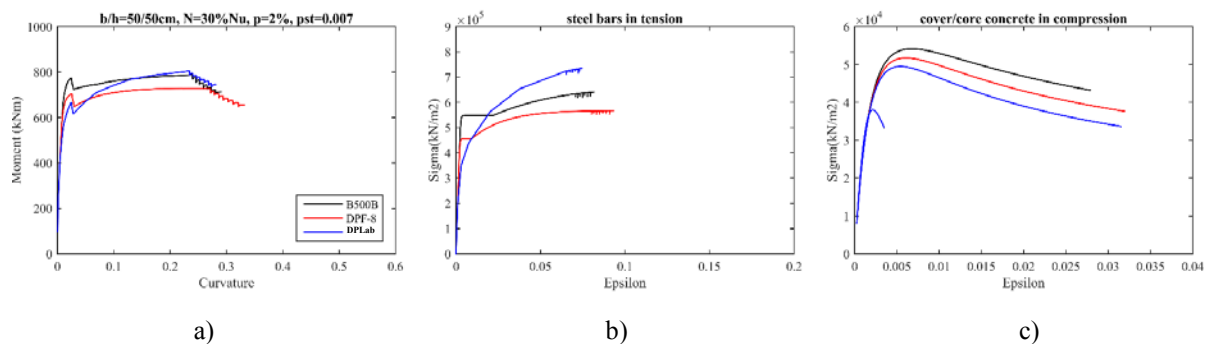 b/h=50/50cm, N=30%Nu, p=2%, pst=0.007
1000
800
600
400
200
0
Moment (kNm)
0 0.1 0.2 0.3 0.4 0.5 0.6
Curvature
B500B
DPF-8
DPLab
a)
steel bars in tension
×10⁵
9
8
7
6
5
4
3
2
1
0
Sigma(kN/m2)
0 0.05 0.1 0.15 0.2
Epsilon
b)
cover/core concrete in compression
×10⁴
6
5
4
3
2
1
0
Sigma(kN/m2)
0 0.005 0.01 0.015 0.02 0.025 0.03 0.035 0.04
Epsilon
c)